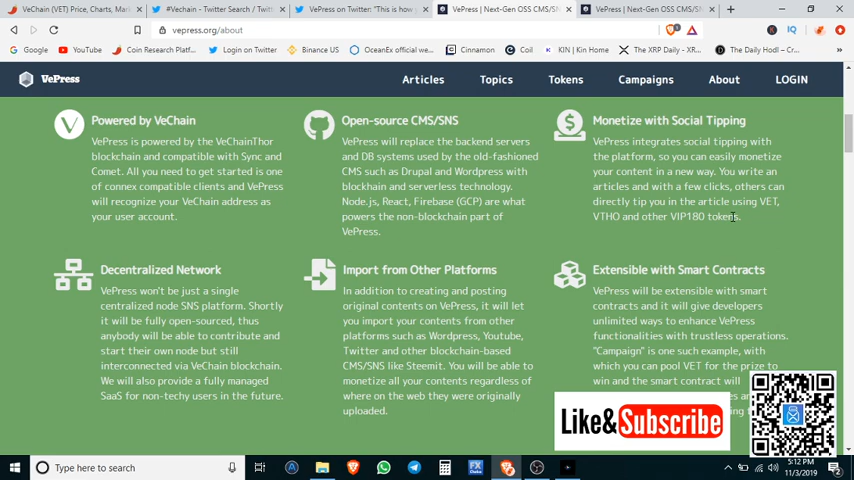 VeChain (VET) Price, Charts, Mark
#Vechain - Twitter Search / Twitt
VePress on Twitter: "This is how y
VePress | Next-Gen OSS CMS/SN
VePress | Next-Gen OSS CMS/SN
vepress.org/about
Google
YouTube
Coin Research Platf...
Login on Twitter
Binance US
OceanEx official we...
Cinnamon
Coil
KIN | Kin Home
The XRP Daily - XR...
The Daily Hodl – Cr...
VePress
Articles
Topics
Tokens
Campaigns
About
LOGIN
Powered by VeChain
VePress is powered by the VeChainThor
blockchain and compatible with Sync and
Comet. All you need to get started is one
of connex compatible clients and VePress
will recognize your VeChain address as
your user account.
Open-source CMS/SNS
VePress will replace the backend servers
and DB systems used by the old-fashioned
CMS such as Drupal and Wordpress with
blockhain and serverless technology.
Node.js, React, Firebase (GCP) are what
powers the non-blockchain part of
VePress.
Monetize with Social Tipping
VePress integrates social tipping with
the platform, so you can easily monetize
your content in a new way. You write an
articles and with a few clicks, others can
directly tip you in the article using VET,
VTHO and other VIP180 tokens.
Decentralized Network
VePress won't be just a single
centralized node SNS platform. Shortly
it will be fully open-sourced, thus
anybody will be able to contribute and
start their own node but still
interconnected via VeChain blockchain.
We will also provide a fully managed
SaaS for non-techy users in the future.
Import from Other Platforms
In addition to creating and posting
original contents on VePress, it will let
you import your contents from other
platforms such as Wordpress, Youtube,
Twitter and other blockchain-based
CMS/SNS like Steemit. You will be able to
monetize all your contents regardless of
where on the web they were originally
uploaded.
Extensible with Smart Contracts
VePress will be extensible with smart
contracts and it will give developers
unlimited ways to enhance VePress
functionalities with trustless operations.
"Campaign" is one such example, with
which you can pool VET for the prize to
win and the smart contract will
Like&Subscribe
Type here to search
5:12 PM
11/3/2019
2